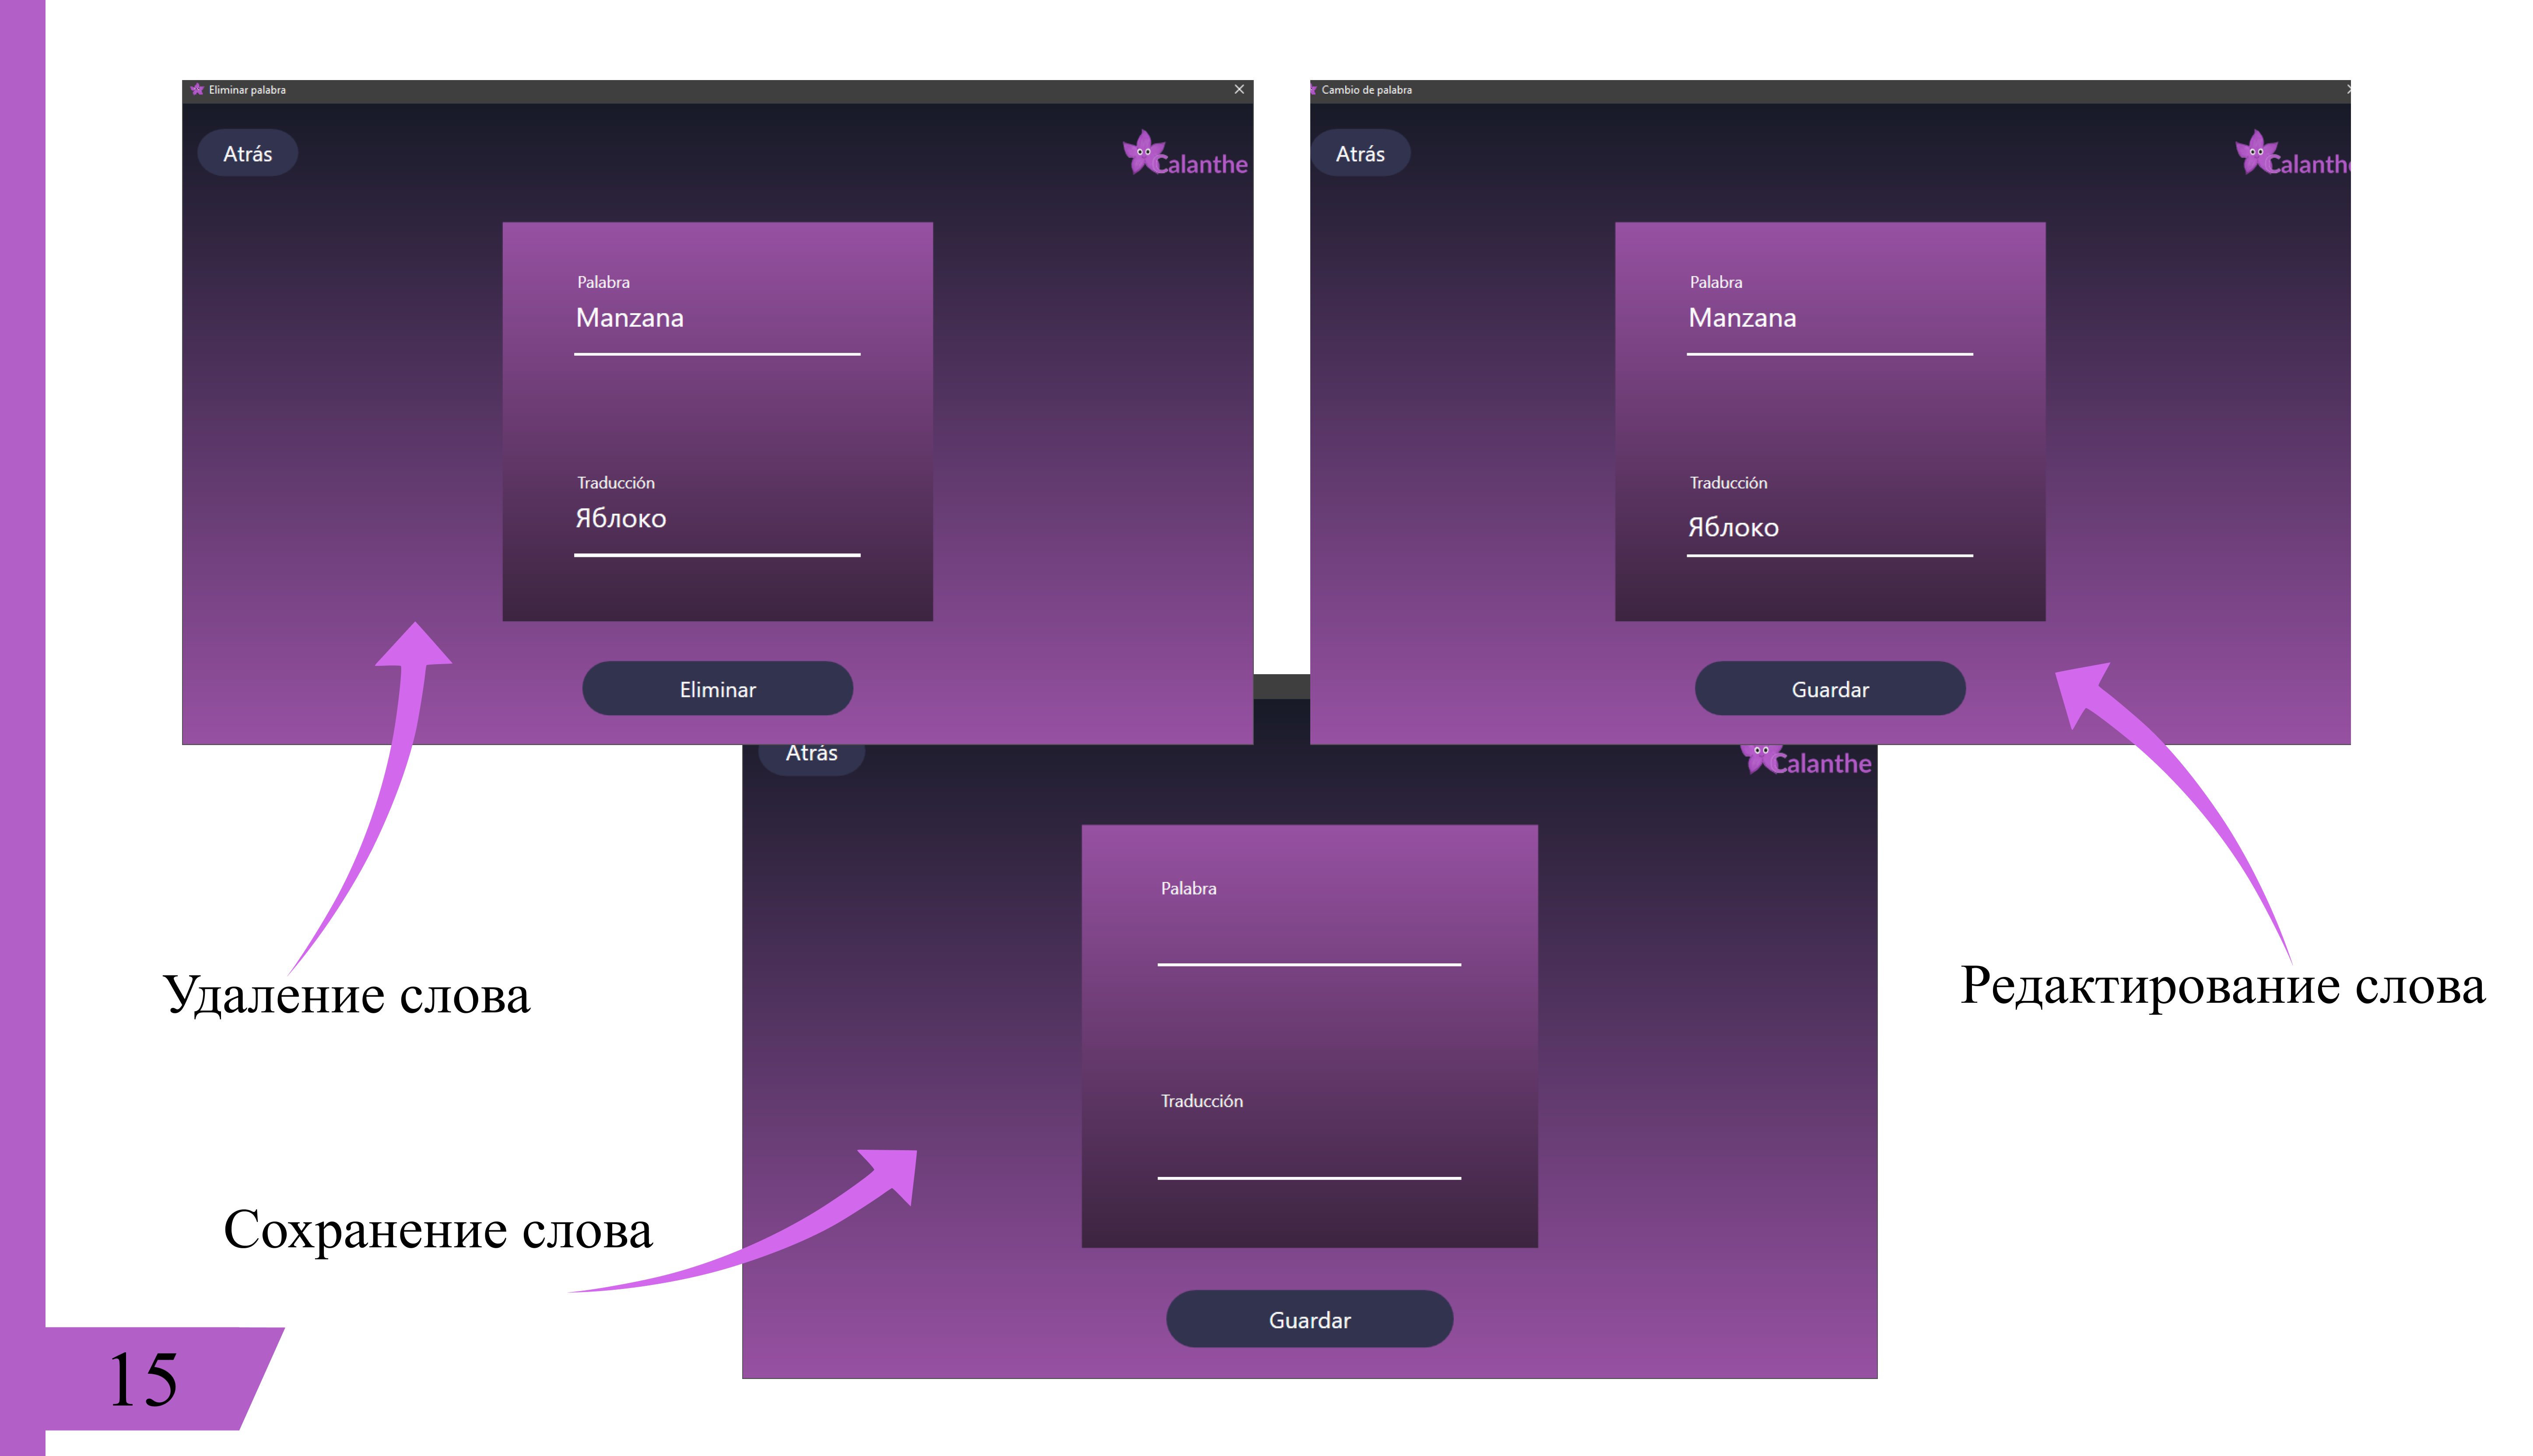 Eliminar palabra
Atrás
Calanthe
Palabra
Manzana
Traducción
Яблоко
Eliminar
Cambio de palabra
Atrás
Calanthe
Palabra
Manzana
Traducción
Яблоко
Guardar
Atrás
Calanthe
Palabra
Traducción
Guardar
Удаление слова
Редактирование слова
Сохранение слова
15